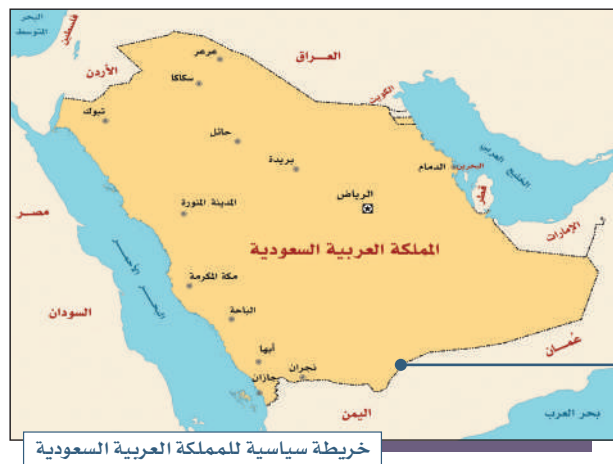 البحر
المتوسط
فلسطين
الأردن
العراق
عرعر
سكاكا
الكويت
تبوك
حائل
بريدة
الدمام
البحرين
الخليج العربي
قطر
الرياض
المدينة المنورة
مصر
الإمارات
المملكة العربية السعودية
مكة المكرمة
البحر الأحمر
السودان
الباحة
عُمان
أبها
نجران
جازان
اليمن
بحر العرب
خريطة سياسية للمملكة العربية السعودية